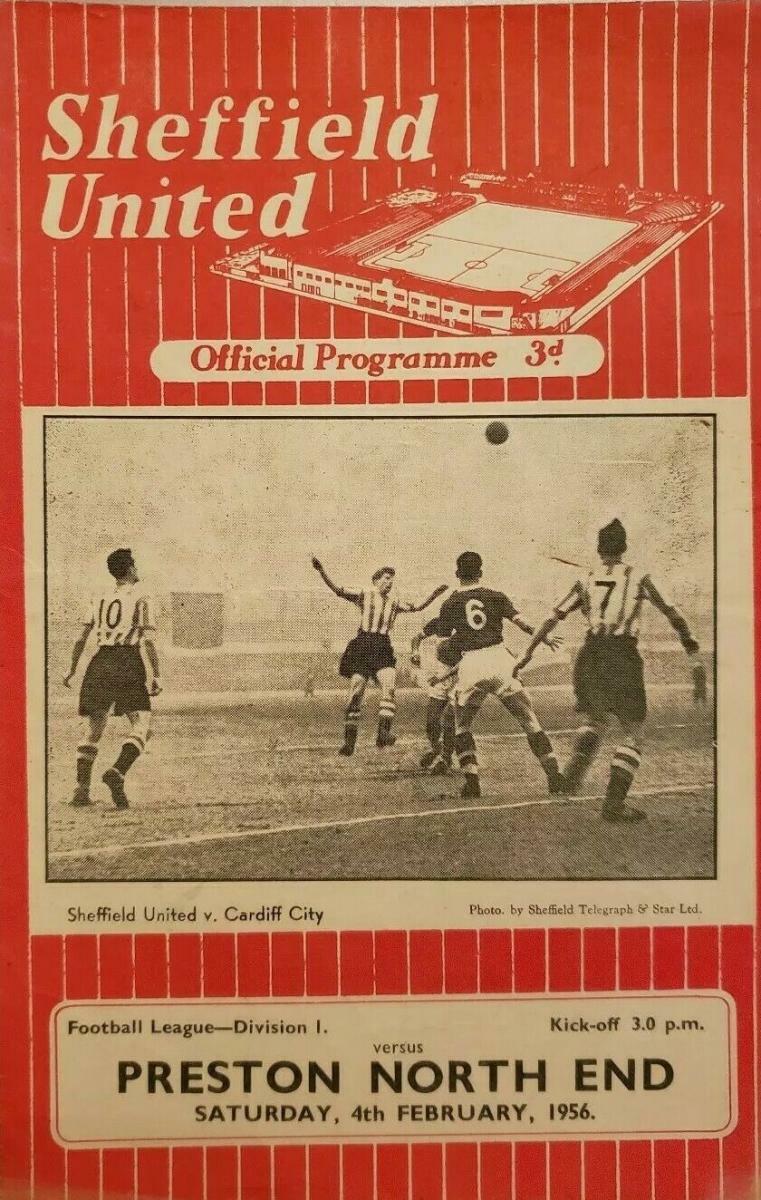 Sheffield
United
Official Programme 3d.
10
6
7
Sheffield United v. Cardiff City
Photo. by Sheffield Telegraph & Star Ltd.
Football League—Division 1.
Kick-off 3.0 p.m.
versus
PRESTON NORTH END
SATURDAY, 4th FEBRUARY, 1956.